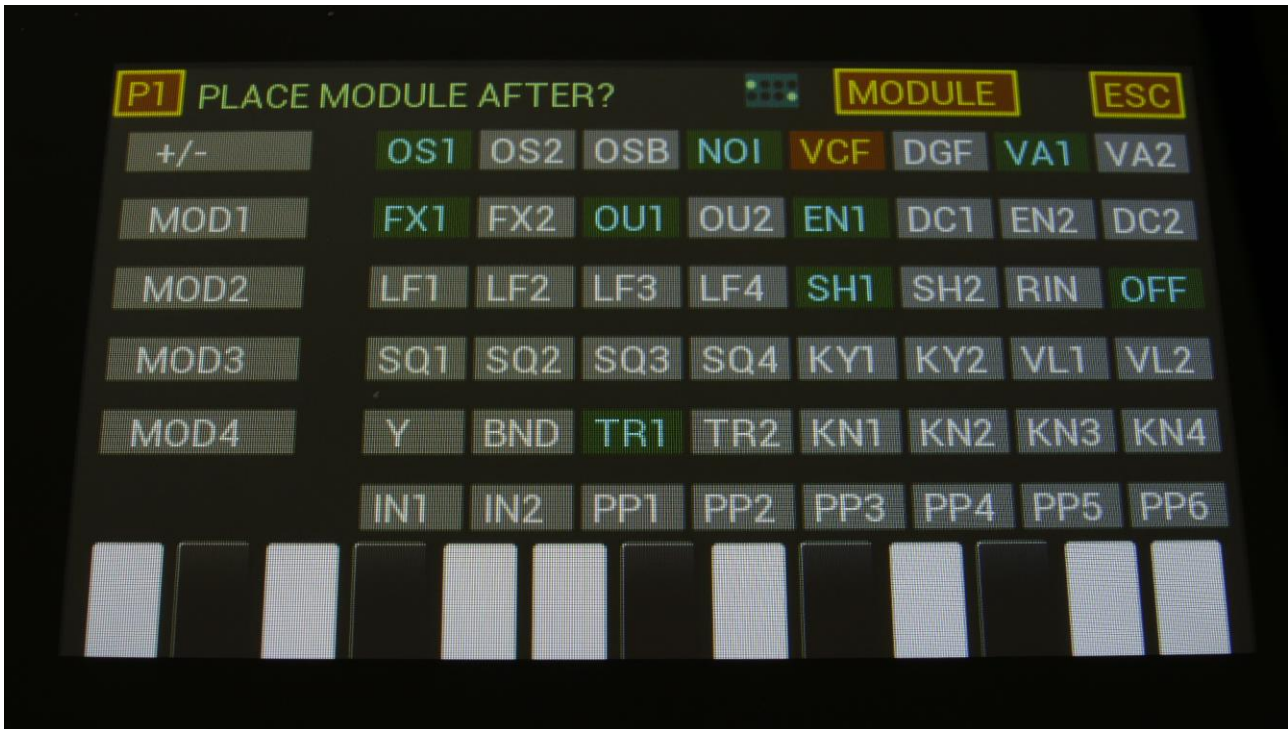 P1 PLACE MODULE AFTER? MODULE ESC
+/- OS1 OS2 OSB NOI VCF DGF VA1 VA2
MOD1 FX1 FX2 OU1 OU2 EN1 DC1 EN2 DC2
MOD2 LF1 LF2 LF3 LF4 SH1 SH2 RIN OFF
MOD3 SQ1 SQ2 SQ3 SQ4 KY1 KY2 VL1 VL2
MOD4 Y BND TR1 TR2 KN1 KN2 KN3 KN4
IN1 IN2 PP1 PP2 PP3 PP4 PP5 PP6